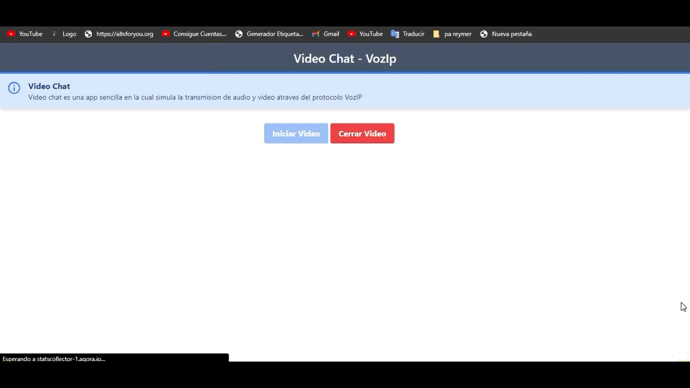 YouTube Logo https://altsforyou.org Consigue Cuentas... Generador Etiqueta... Gmail YouTube Traducir pa reymer Nueva pestaña
Video Chat - VozIp
Video Chat
Video chat es una app sencilla en la cual simula la transmision de audio y video atraves del protocolo VozIP
Iniciar Video Cerrar Video
Esperando a statscollector-1.agora.io...